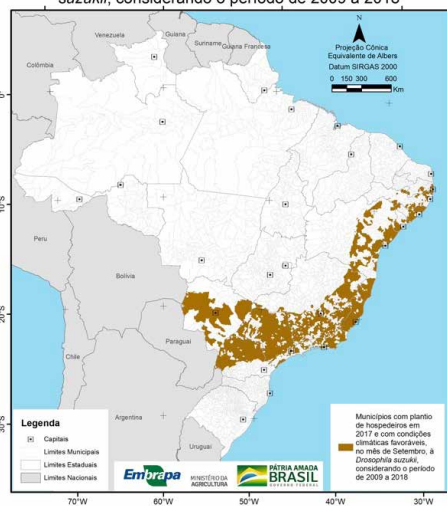 suzukii, considerando o período de 2009 a 2018
Venezuela
Guiana
Suriname
Guiana Francesa
Colômbia
Projeção Cônica
Equivalente de Albers
Datum SIRGAS 2000
0 150 300 600
Km
0°
10°S
20°S
30°S
Peru
Bolívia
Paraguai
Chile
Argentina
Uruguai
Legenda
Capitais
Limites Municipais
Limites Estaduais
Limites Nacionais
Embrapa
MINISTÉRIO DA
AGRICULTURA
PÁTRIA AMADA
BRASIL
GOVERNO FEDERAL
Municípios com plantio
de hospedeiros em
2017 e com condições
climáticas favoráveis,
no mês de Setembro, à
Drosophila suzukii,
considerando o período
de 2009 a 2018
70°W
60°W
50°W
40°W
30°W